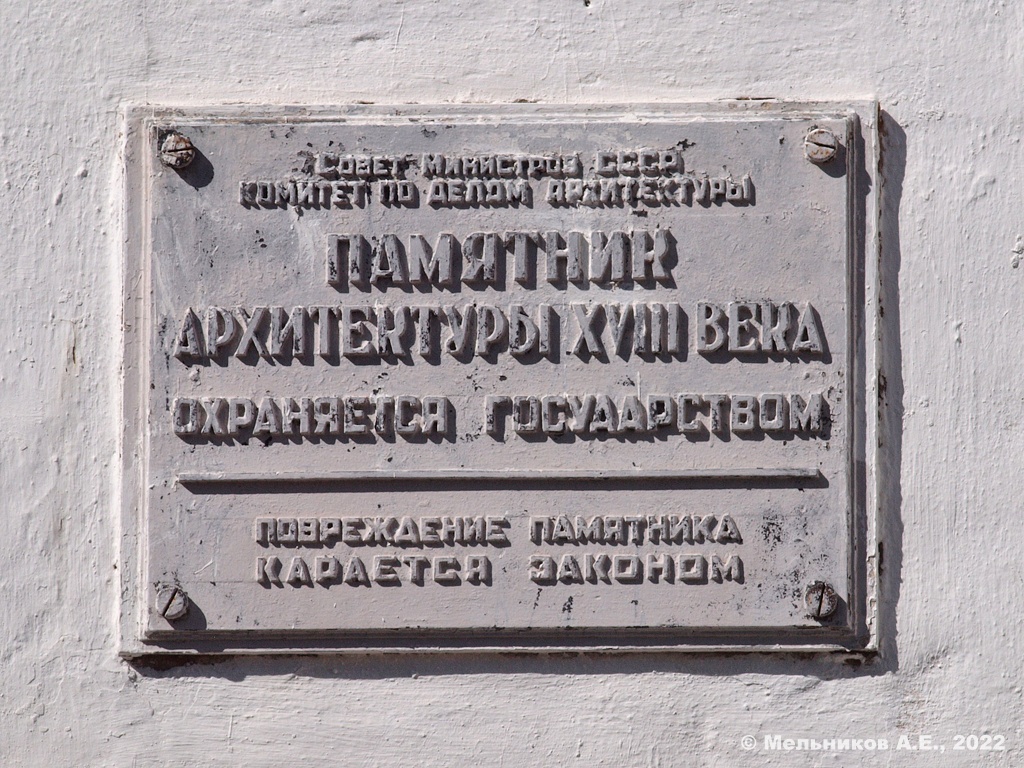 Совет Министров СССР
Комитет по делам архитектуры
ПАМЯТНИК
АРХИТЕКТУРЫ XVIII ВЕКА
ОХРАНЯЕТСЯ ГОСУДАРСТВОМ
ПОВРЕЖДЕНИЕ ПАМЯТНИКА
КАРАЕТСЯ ЗАКОНОМ
© Мельников А.Е., 2022